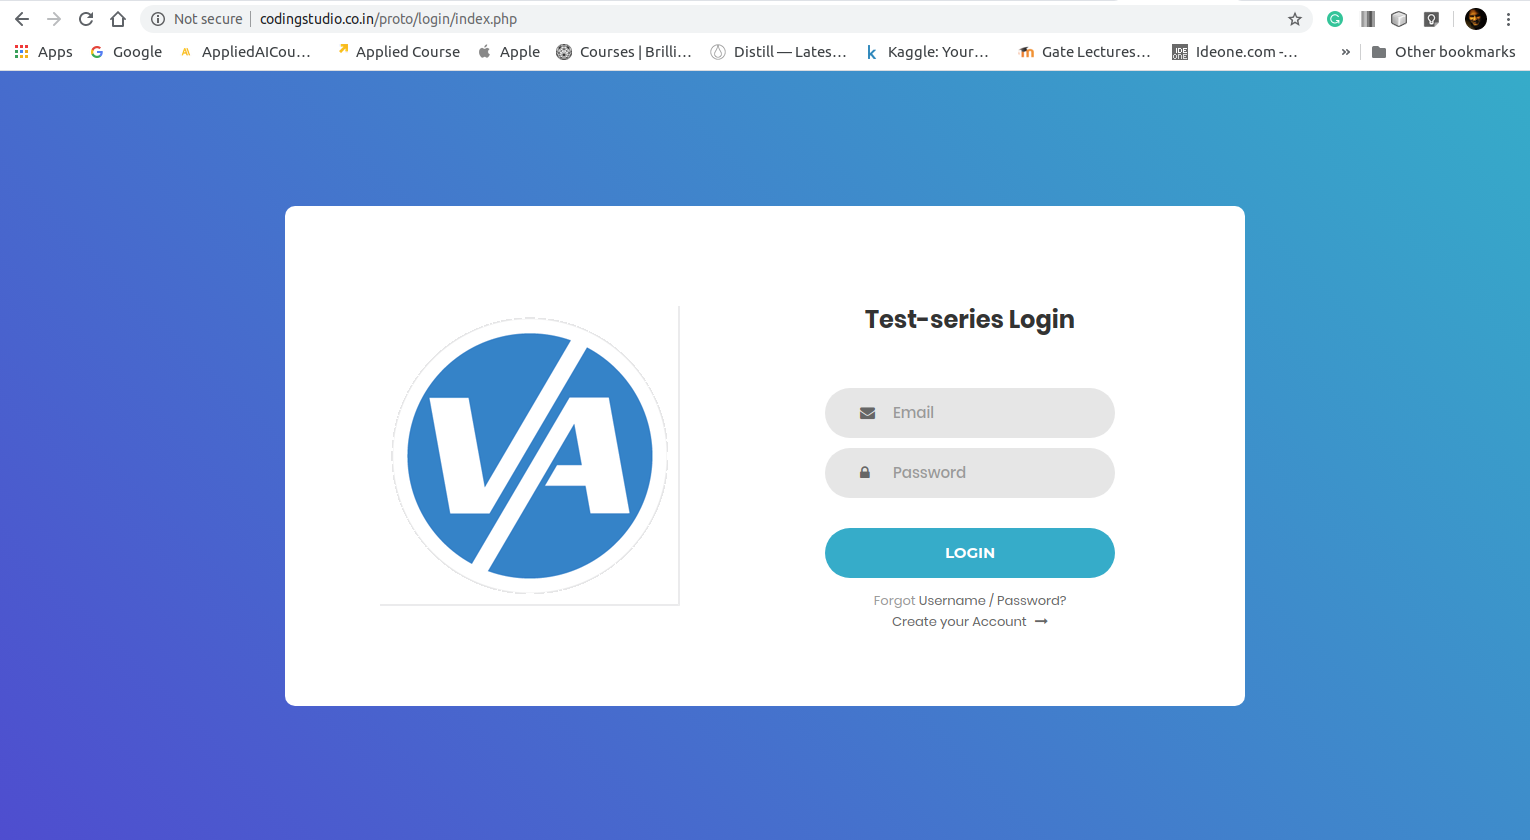 Not secure | codingstudio.co.in/proto/login/index.php
Apps Google AppliedAICou... Applied Course Apple Courses | Brilli... Distill — Lates... Kaggle: Your... Gate Lectures... Ideone.com -... » Other bookmarks
VA
Test-series Login
Email
Password
LOGIN
Forgot Username / Password?
Create your Account →